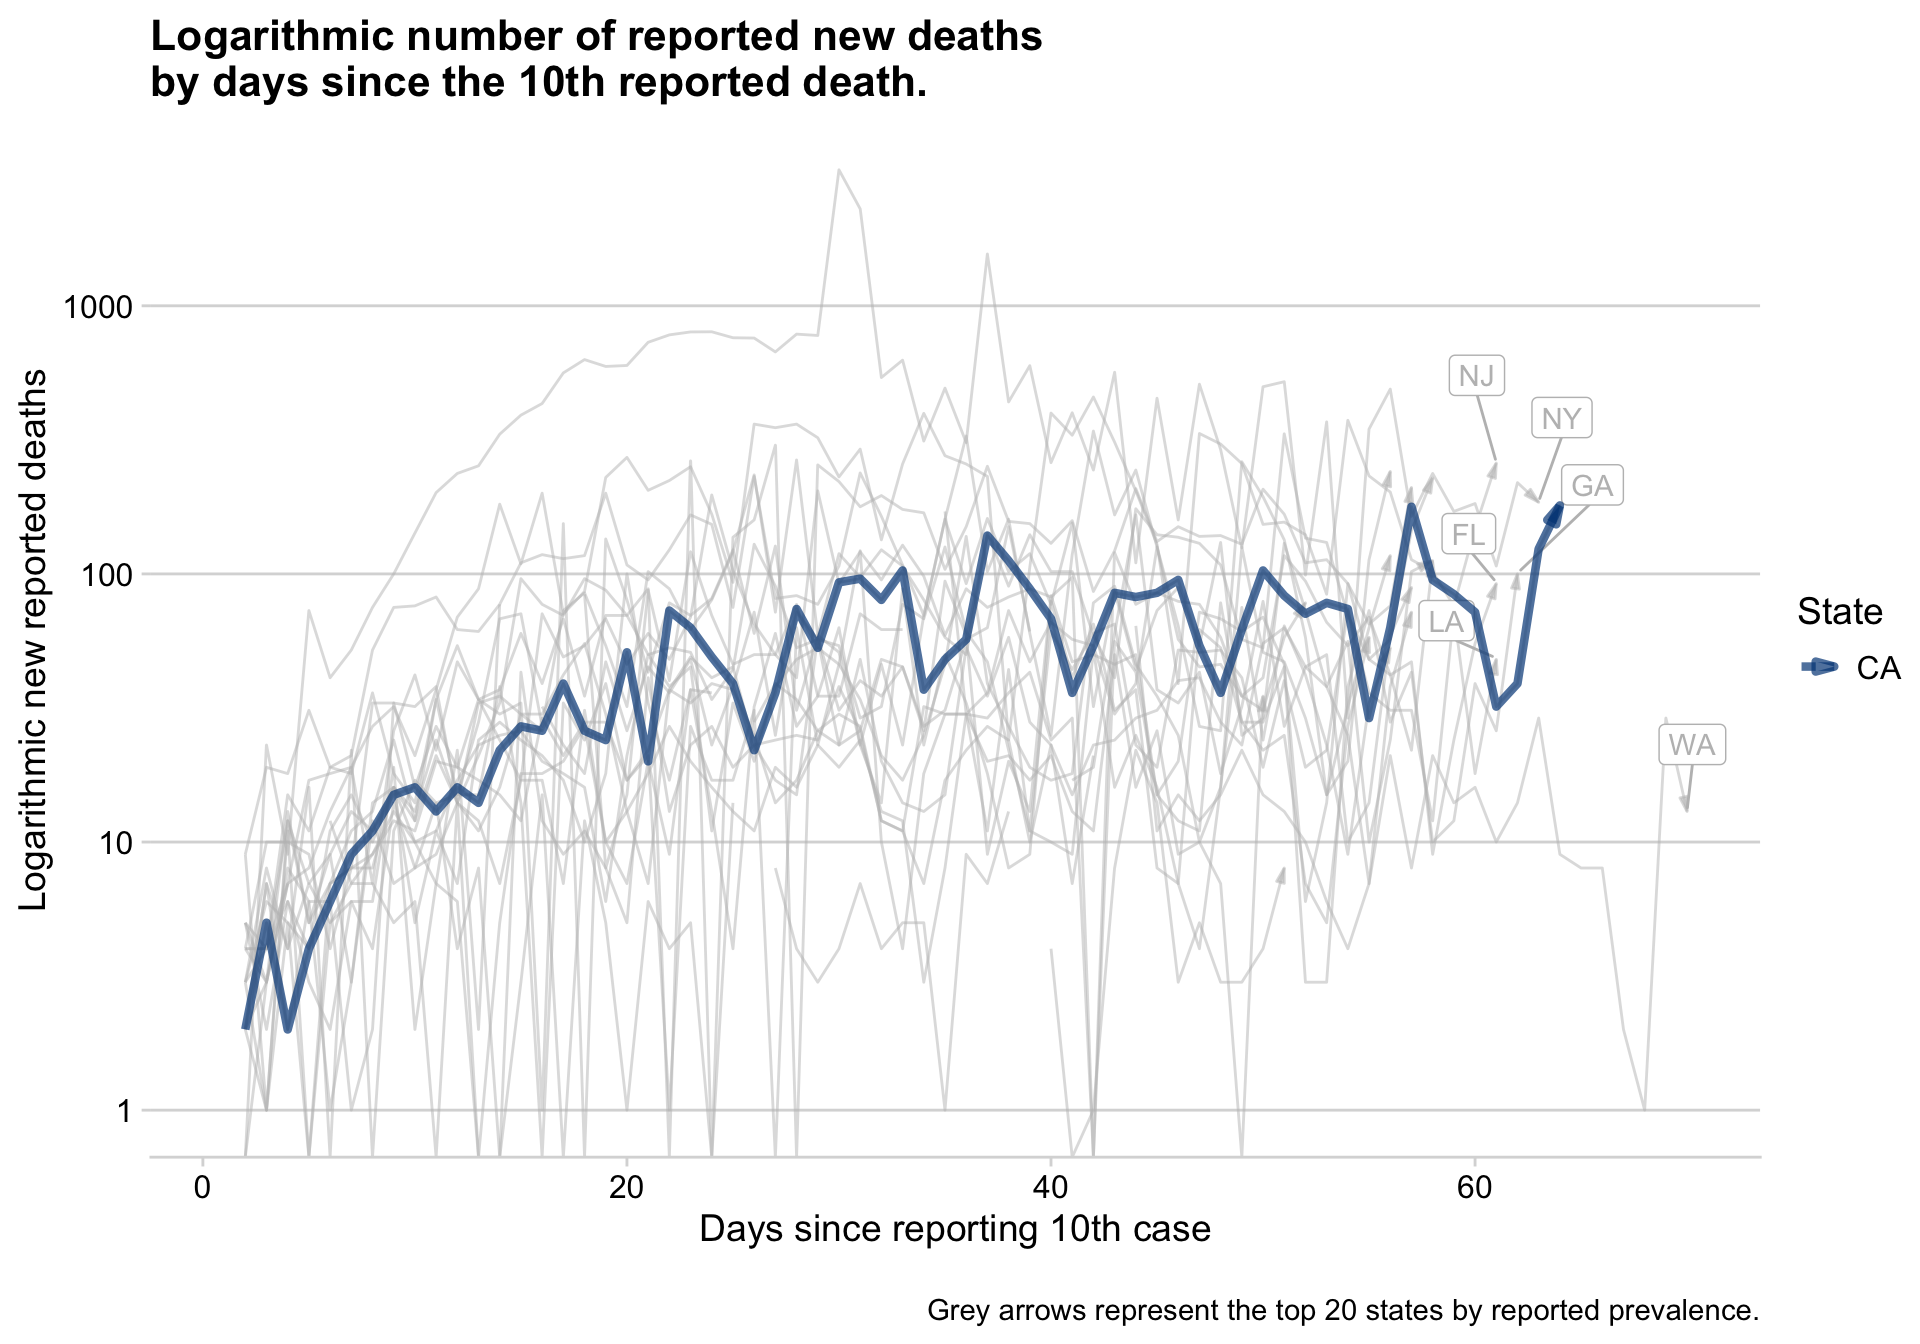 Logarithmic number of reported new deaths
by days since the 10th reported death.
Logarithmic new reported deaths
1000
100
10
1
NJ
NY
GA
FL
LA
WA
State
CA
0
20
40
60
Days since reporting 10th case
Grey arrows represent the top 20 states by reported prevalence.